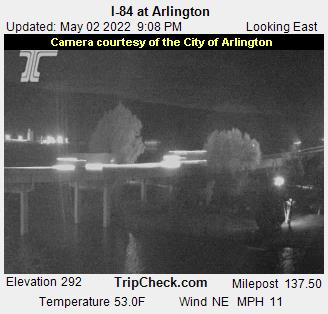 I-84 at Arlington
Updated: May 02 2022 9:08 PM Looking East
Camera courtesy of the City of Arlington
Elevation 292 TripCheck.com Milepost 137.50
Temperature 53.0F Wind NE MPH 11